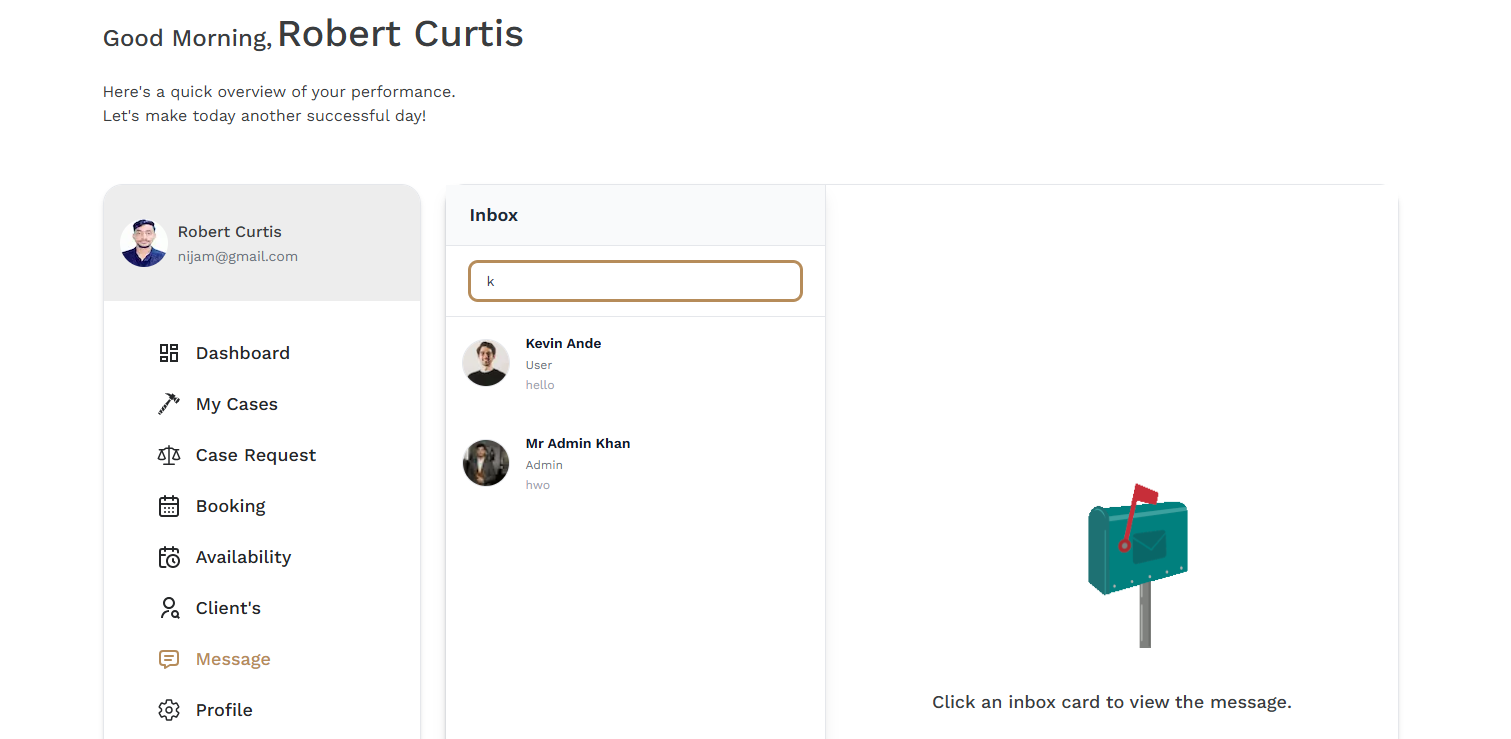 Good Morning, Robert Curtis
Here's a quick overview of your performance.
Let's make today another successful day!
Robert Curtis
nijam@gmail.com
Dashboard
My Cases
Case Request
Booking
Availability
Client's
Message
Profile
Inbox
k
Kevin Ande
User
hello
Mr Admin Khan
Admin
hwo
Click an inbox card to view the message.